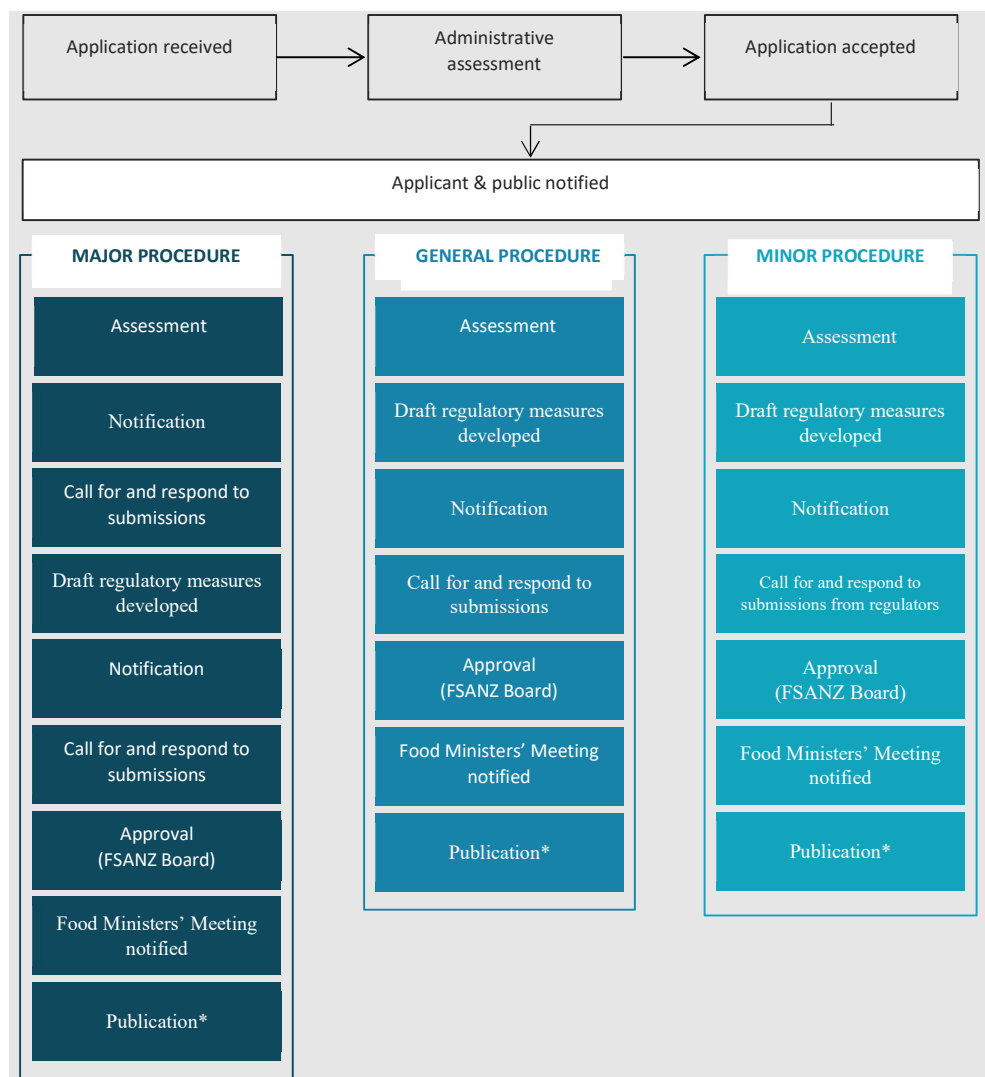 Application received
Administrative
assessment
Application accepted
Applicant & public notified
MAJOR PROCEDURE
Assessment
Notification
Call for and respond to
submissions
Draft regulatory measures
developed
Notification
Call for and respond to
submissions
Approval
(FSANZ Board)
Food Ministers’ Meeting
notified
Publication*
GENERAL PROCEDURE
Assessment
Draft regulatory measures
developed
Notification
Call for and respond to
submissions
Approval
(FSANZ Board)
Food Ministers’ Meeting
notified
Publication*
MINOR PROCEDURE
Assessment
Draft regulatory measures
developed
Notification
Call for and respond to
submissions from regulators
Approval
(FSANZ Board)
Food Ministers’ Meeting
notified
Publication*